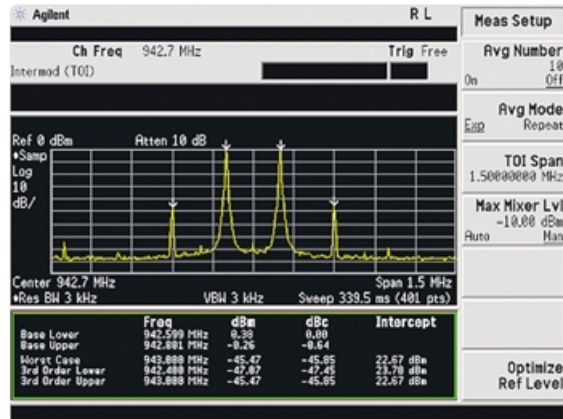 Agilent
R L
Ch Freq 942.7 MHz
Trig Free
Intermod (TOI)
Ref 0 dBm
Atten 10 dB
Samp
Log
10
dB/
Center 942.7 MHz
Span 1.5 MHz
Res BW 3 kHz
VBW 3 kHz
Sweep 339.5 ms (401 pts)
Freq dBm dBc Intercept
Base Lower 942.599 MHz 0.38 0.00
Base Upper 942.801 MHz -0.26 -0.64
Worst Case 943.000 MHz -45.47 -45.85 22.67 dBm
3rd Order Lower 942.400 MHz -47.07 -47.45 23.70 dBm
3rd Order Upper 943.000 MHz -45.47 -45.85 22.67 dBm
Meas Setup
Avg Number
10
On Off
Avg Mode
Exp Repeat
TOI Span
1.50000000 MHz
Max Mixer Lvl
-10.00 dBm
Auto Man
Optimize
Ref Level